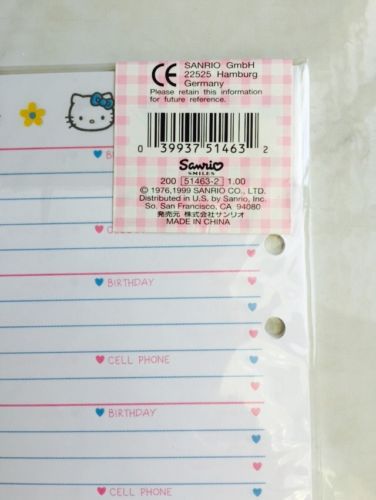 SANRIO GmbH
22525 Hamburg
Germany
Please retain this information
for future reference.
0 39937 51463 2
Sanrio
SMILES
200 51463-2 1.00
© 1976,1999 SANRIO CO., LTD.
Distributed in U.S. by Sanrio, Inc.
So. San Francisco, CA 94080
発売元 株式会社サンリオ
MADE IN CHINA
BIRTHDAY
CELL PHONE
BIRTHDAY
CELL PHONE